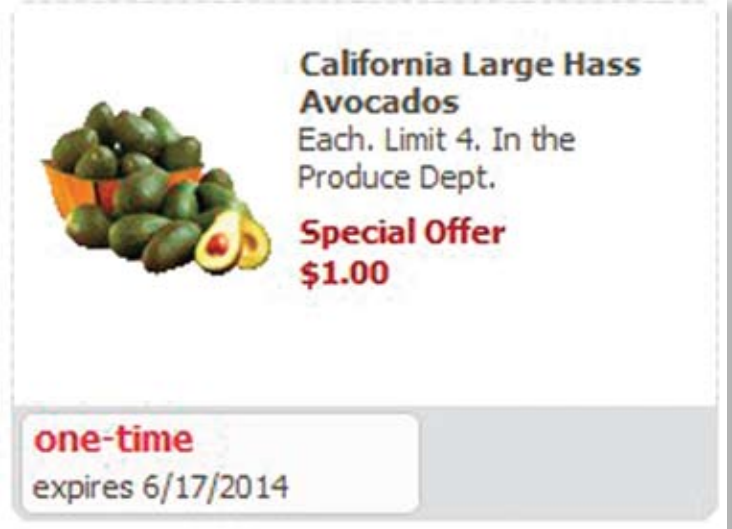 California Large Hass
Avocados
Each. Limit 4. In the
Produce Dept.
Special Offer
$1.00
one-time
expires 6/17/2014